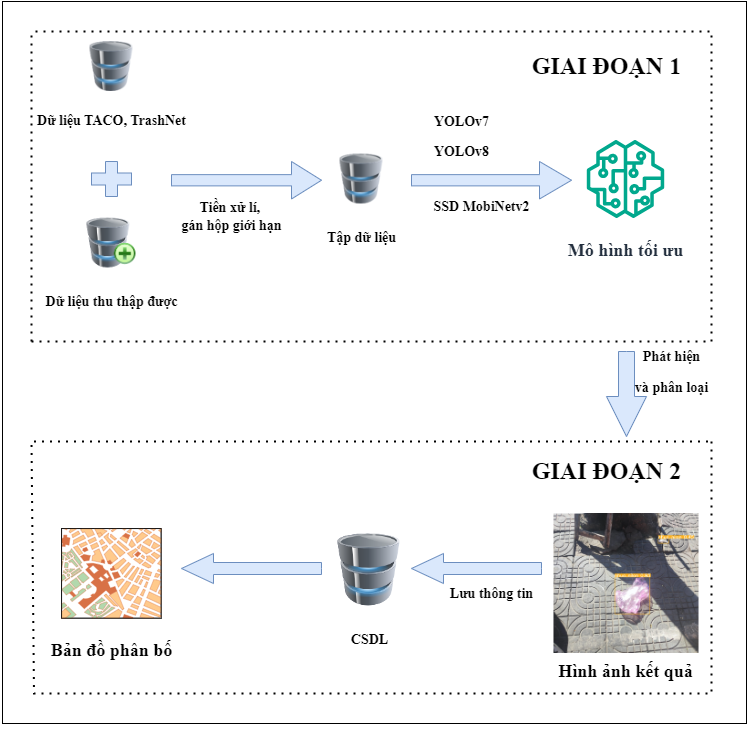 GIAI ĐOẠN 1
Dữ liệu TACO, TrashNet
Dữ liệu thu thập được
Tiền xử lí,
gán hộp giới hạn
Tập dữ liệu
YOLOv7
YOLOv8
SSD MobiNetv2
Mô hình tối ưu
Phát hiện
và phân loại
GIAI ĐOẠN 2
Hình ảnh kết quả
Lưu thông tin
CSDL
Bản đồ phân bố